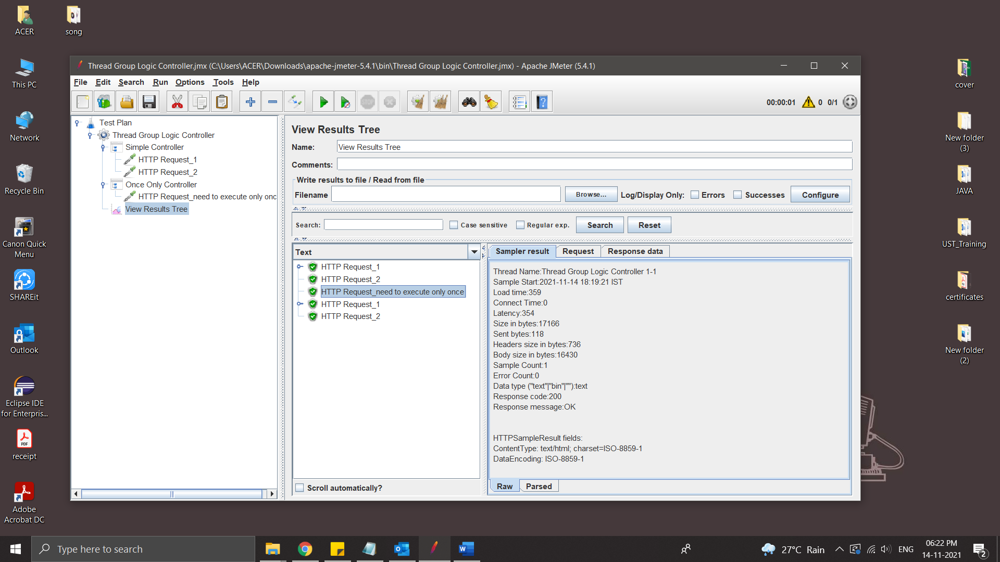 ACER
song
This PC
Network
Recycle Bin
Canon Quick
Menu
SHAREit
Outlook
Eclipse IDE
for Enterpris...
receipt
Adobe
Acrobat DC
Thread Group Logic Controller.jmx (C:\Users\ACER\Downloads\apache-jmeter-5.4.1\bin\Thread Group Logic Controller.jmx) - Apache JMeter (5.4.1)
File Edit Search Run Options Tools Help
STOP
00:00:01 0 0/1
Test Plan
Thread Group Logic Controller
Simple Controller
HTTP Request_1
HTTP Request_2
Once Only Controller
HTTP Request_need to execute only onc
View Results Tree
View Results Tree
Name: View Results Tree
Comments:
Write results to file / Read from file
Filename Browse... Log/Display Only: Errors Successes Configure
Search: Case sensitive Regular exp. Search Reset
Text
HTTP Request_1
HTTP Request_2
HTTP Request_need to execute only once
HTTP Request_1
HTTP Request_2
Scroll automatically?
Sampler result Request Response data
Thread Name:Thread Group Logic Controller 1-1
Sample Start:2021-11-14 18:19:21 IST
Load time:359
Connect Time:0
Latency:354
Size in bytes:17166
Sent bytes:118
Headers size in bytes:736
Body size in bytes:16430
Sample Count:1
Error Count:0
Data type ("text"|"bin"|""):text
Response code:200
Response message:OK
HTTPSampleResult fields:
ContentType: text/html; charset=ISO-8859-1
DataEncoding: ISO-8859-1
Raw Parsed
cover
New folder
(3)
JAVA
UST_Training
certificates
New folder
(2)
Type here to search
27°C Rain
ENG
06:22 PM
14-11-2021
2